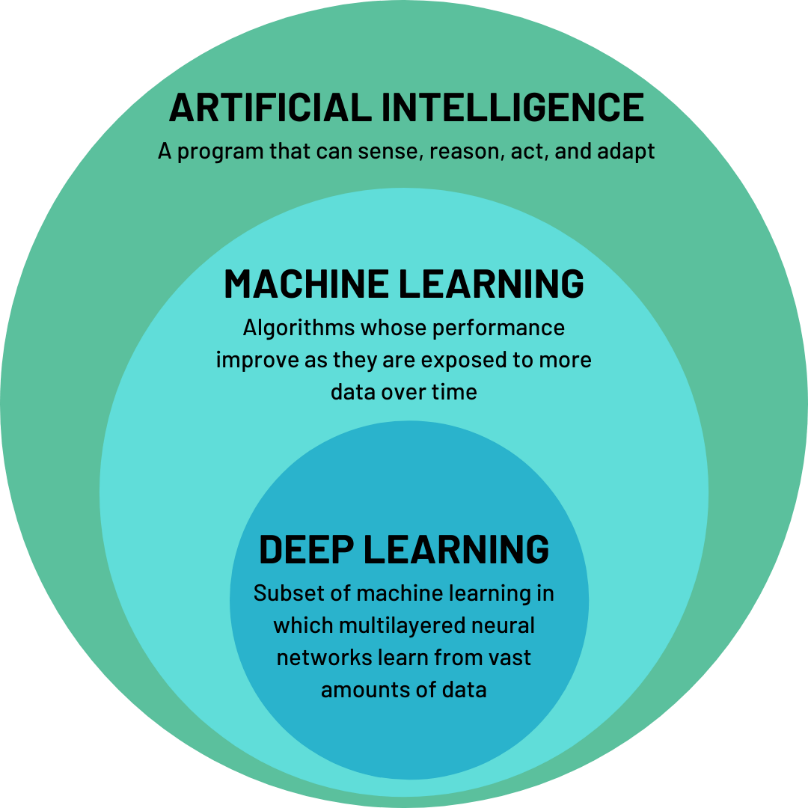 ARTIFICIAL INTELLIGENCE
A program that can sense, reason, act, and adapt
MACHINE LEARNING
Algorithms whose performance
improve as they are exposed to more
data over time
DEEP LEARNING
Subset of machine learning in
which multilayered neural
networks learn from vast
amounts of data